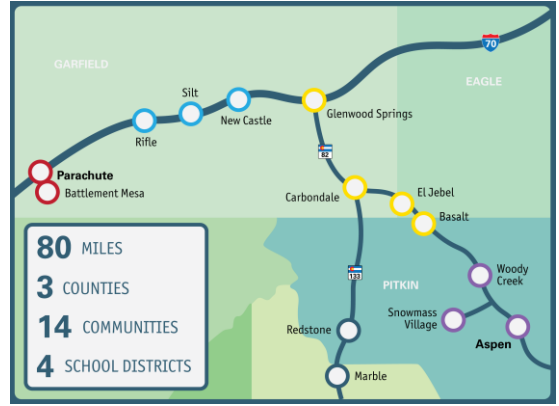 70
GARFIELD
EAGLE
Silt
New Castle
Glenwood Springs
Rifle
82
Parachute
Battlement Mesa
Carbondale
El Jebel
Basalt
80 MILES
3 COUNTIES
14 COMMUNITIES
4 SCHOOL DISTRICTS
133
PITKIN
Woody
Creek
Snowmass
Village
Redstone
Aspen
Marble